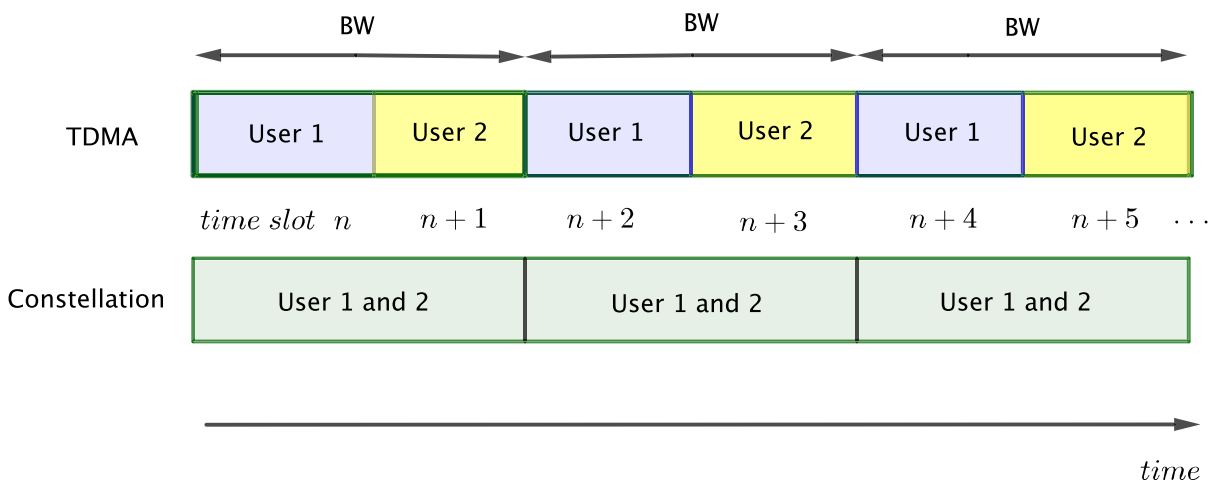 BW BW BW
TDMA User 1 User 2 User 1 User 2 User 1 User 2
time slot n n + 1 n + 2 n + 3 n + 4 n + 5 ···
Constellation User 1 and 2 User 1 and 2 User 1 and 2
time